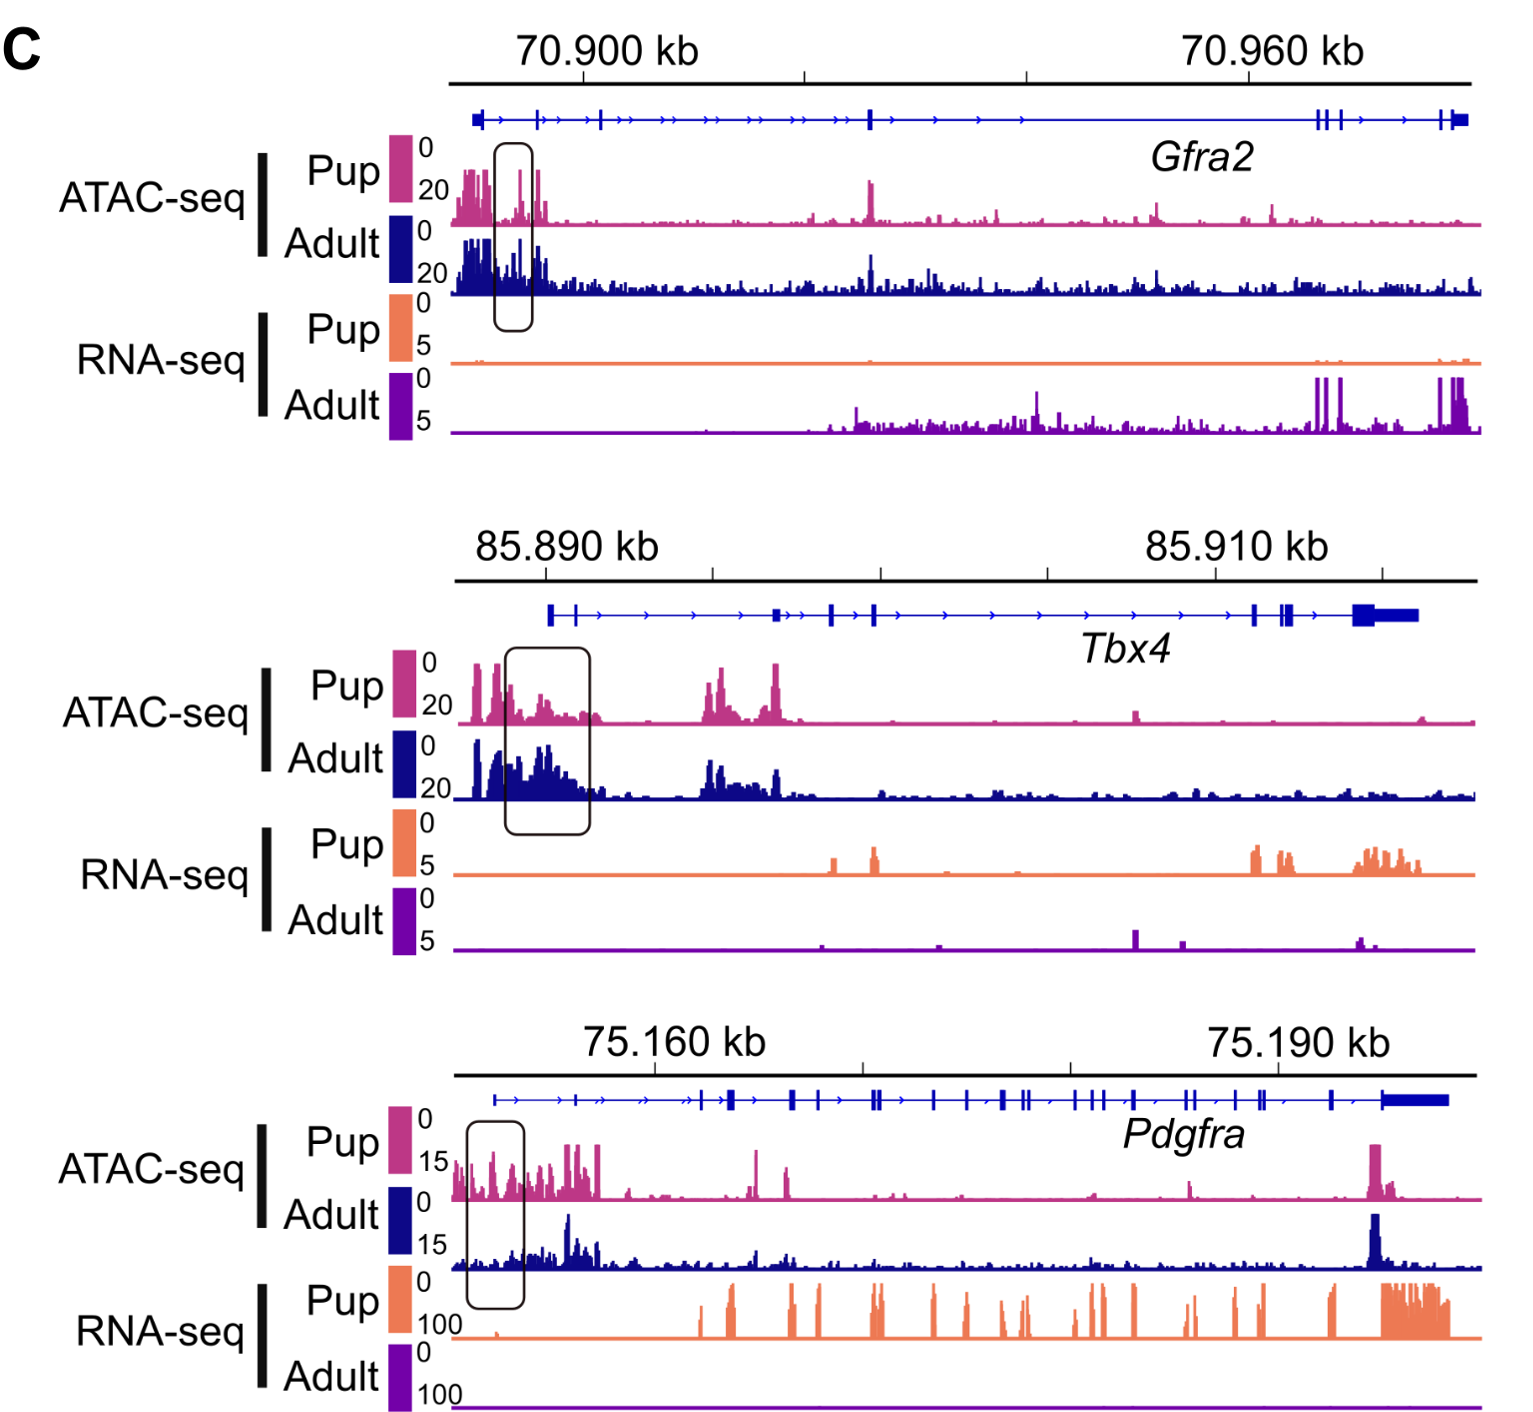 C
70.900 kb 70.960 kb
Gfra2
ATAC-seq Pup 0 20
Adult 0 20
RNA-seq Pup 0 5
Adult 0 5
85.890 kb 85.910 kb
Tbx4
ATAC-seq Pup 0 20
Adult 0 20
RNA-seq Pup 0 5
Adult 0 5
75.160 kb 75.190 kb
Pdgfra
ATAC-seq Pup 0 15
Adult 0 15
RNA-seq Pup 0 100
Adult 0 100